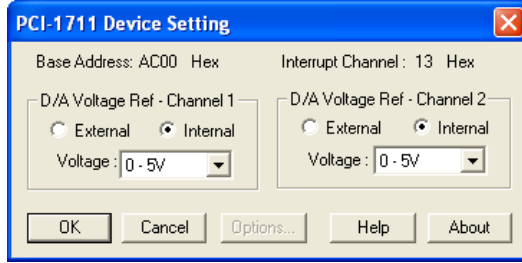 PCI-1711 Device Setting
Base Address: AC00 Hex Interrupt Channel : 13 Hex
D/A Voltage Ref - Channel 1 D/A Voltage Ref - Channel 2
External Internal External Internal
Voltage : 0 - 5V Voltage : 0 - 5V
OK Cancel Options... Help About